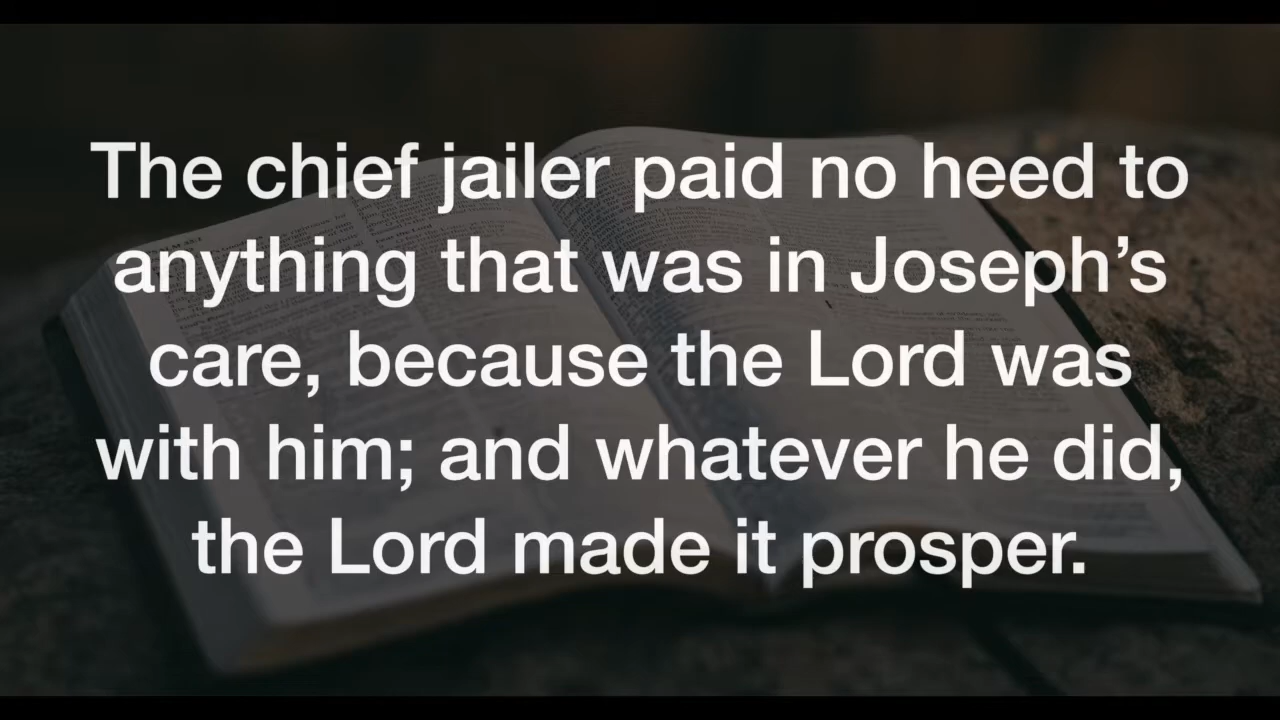 The chief jailer paid no heed to
anything that was in Joseph’s
care, because the Lord was
with him; and whatever he did,
the Lord made it prosper.